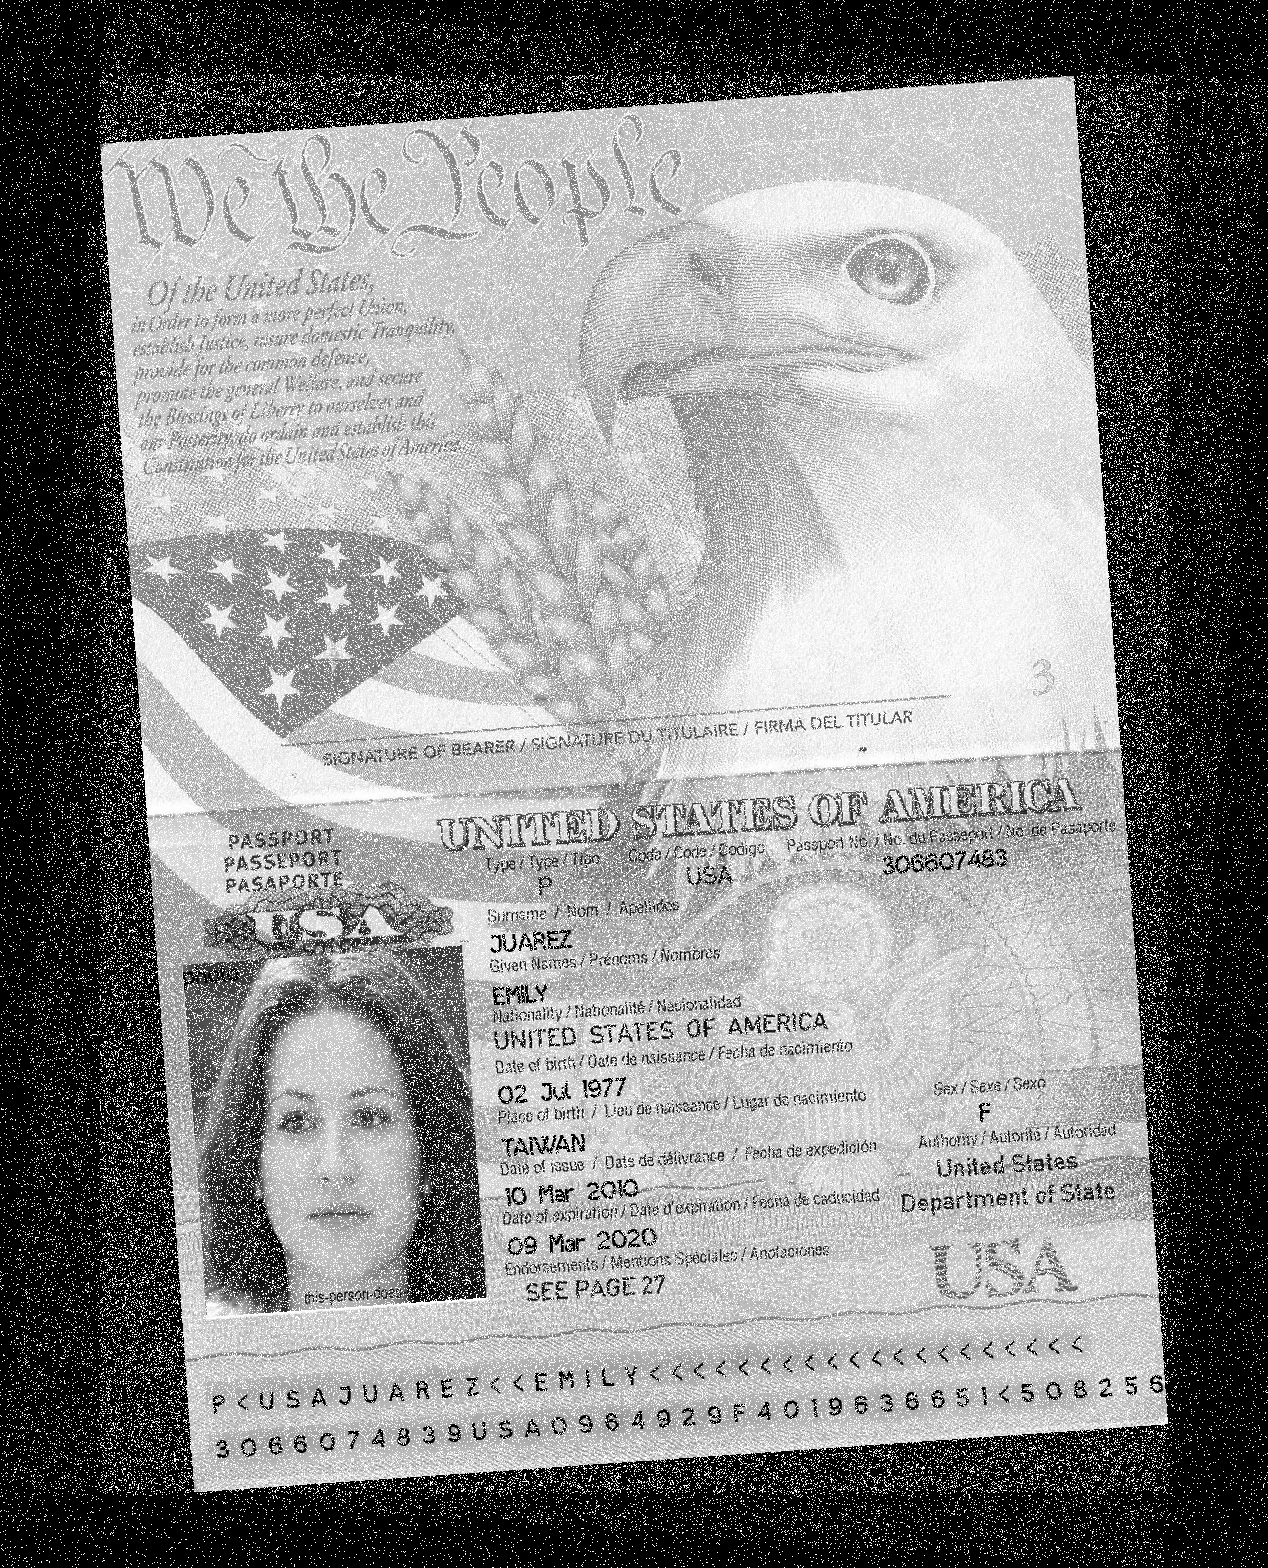 We the People
Of the United States,
in Order to form a more perfect Union,
establish Justice, insure domestic Tranquility,
provide for the common defence,
promote the general Welfare, and secure
the Blessings of Liberty to ourselves and
our Posterity, do ordain and establish this
Constitution for the United States of America.
3
SIGNATURE OF BEARER / SIGNATURE DU TITULAIRE / FIRMA DEL TITULAR
PASSPORT
PASSEPORT
PASAPORTE
USA
UNITED STATES OF AMERICA
Type / Type / Tipo Code / Code / Codigo Passport No. / No. du Passeport / No. de Pasaporte
P USA 306607483
Surname / Nom / Apellidos
JUAREZ
Given Names / Prénoms / Nombres
EMILY
Nationality / Nationalité / Nacionalidad
UNITED STATES OF AMERICA
Date of birth / Date de naissance / Fecha de nacimiento
02 Jul 1977
Place of birth / Lieu de naissance / Lugar de nacimiento Sex / Sexe / Sexo
TAIWAN F
Date of issue / Date de délivrance / Fecha de expedición Authority / Autorité / Autoridad
10 Mar 2010 United States
Date of expiration / Date d'expiration / Fecha de caducidad Department of State
09 Mar 2020
Endorsements / Mentions Spéciales / Anotaciones
SEE PAGE 27
USA
this-person-does
P<USAJUAREZ<<EMILY<<<<<<<<<<<<<<<<<<<<
3066074839USA0964929F4019636651<508256